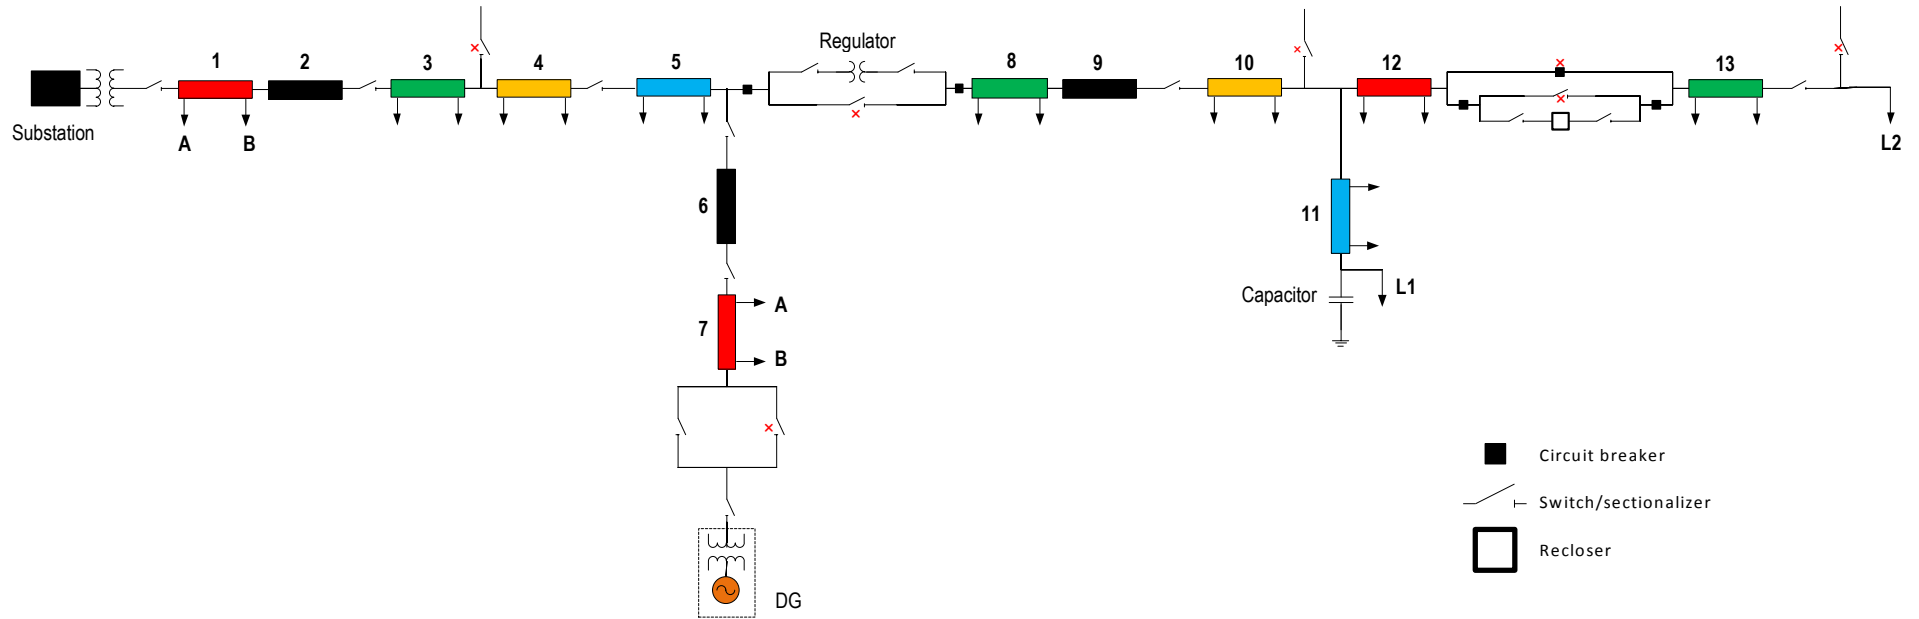 Regulator
1
2
3
4
5
8
9
10
12
13
Substation
A
B
L2
6
11
Capacitor
L1
7
A
B
DG
Circuit breaker
Switch/sectionalizer
Recloser